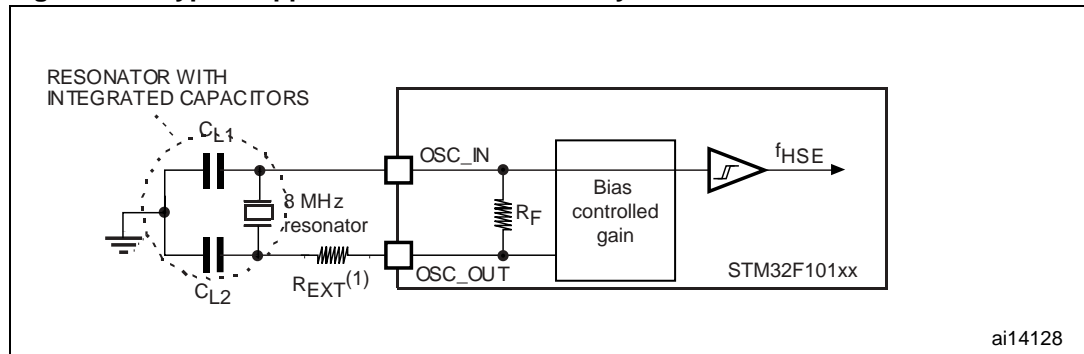 RESONATOR WITH
INTEGRATED CAPACITORS
CL1
OSC_IN
fHSE
8 MHz
resonator
RF
Bias
controlled
gain
STM32F101xx
OSC_OUT
REXT(1)
CL2
ai14128